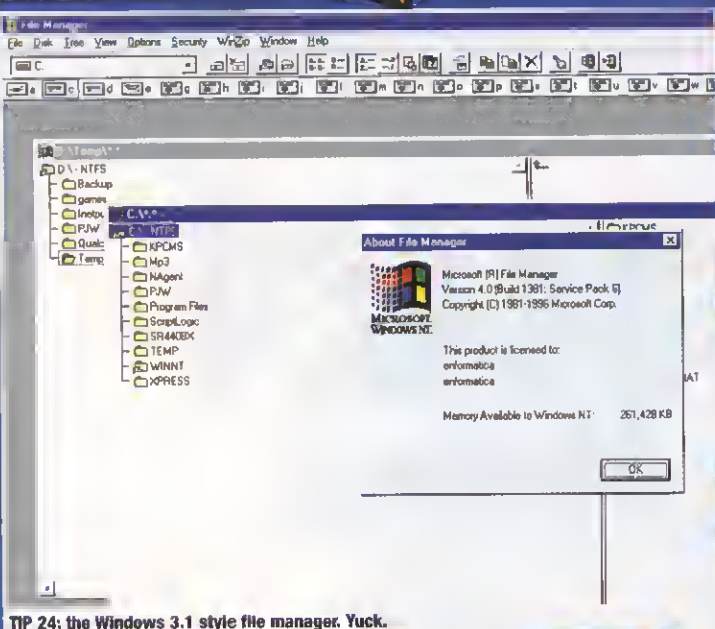 File Manager
File Disk Tree View Options Security WinZip Window Help
C:
a c d e g h i j l m n o p s t u v w
D:\Temp\*.*
D:\ - NTFS
Backup
games
PJW
Temp
C:\*.*
C:\ - NTFS
KPCMS
Mp3
NAgent
PJW
Program Files
ScriptLogic
SR440BX
TEMP
WINNT
XPRESS
About File Manager
MICROSOFT
WINDOWS NT
Microsoft (R) File Manager
Version 4.0 (Build 1381: Service Pack 6)
Copyright (C) 1981-1996 Microsoft Corp.
This product is licensed to:
enformatica
enformatica
Memory Available to Windows NT: 261,428 KB
OK
TIP 24: the Windows 3.1 style file manager. Yuck.